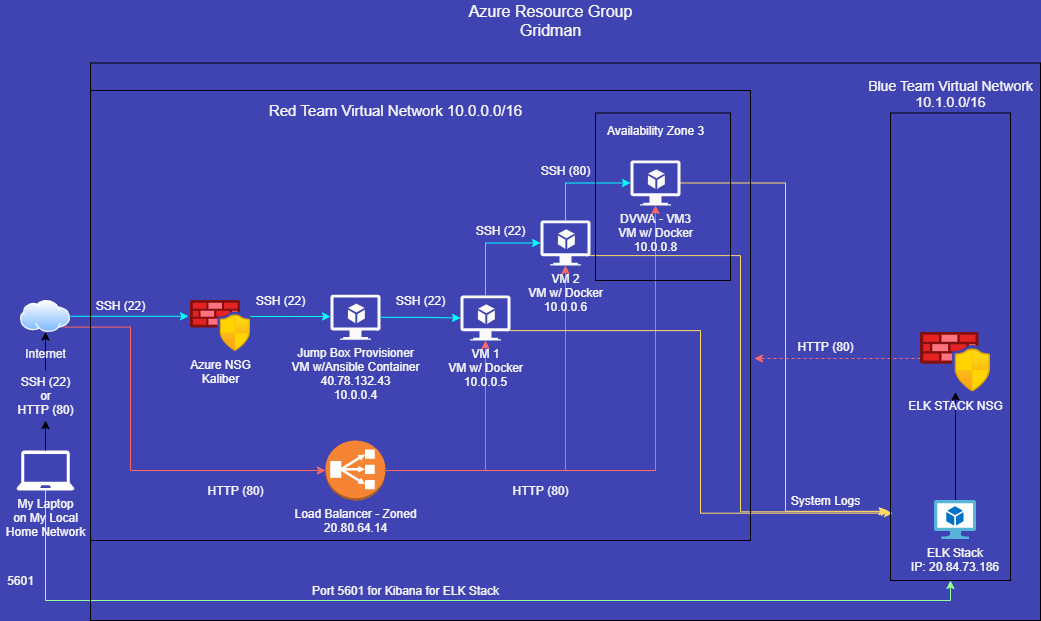 Azure Resource Group
Gridman
Blue Team Virtual Network
10.1.0.0/16
Red Team Virtual Network 10.0.0.0/16
Availability Zone 3
SSH (80)
DVWA - VM3
VM w/ Docker
10.0.0.8
SSH (22)
VM 2
VM w/ Docker
10.0.0.6
SSH (22)
SSH (22)
SSH (22)
Internet
Azure NSG
Kaliber
Jump Box Provisioner
VM w/Ansible Container
40.78.132.43
10.0.0.4
VM 1
VM w/ Docker
10.0.0.5
HTTP (80)
ELK STACK NSG
SSH (22)
or
HTTP (80)
HTTP (80)
HTTP (80)
Load Balancer - Zoned
20.80.64.14
My Laptop
on My Local
Home Network
System Logs
ELK Stack
IP: 20.84.73.186
5601
Port 5601 for Kibana for ELK Stack